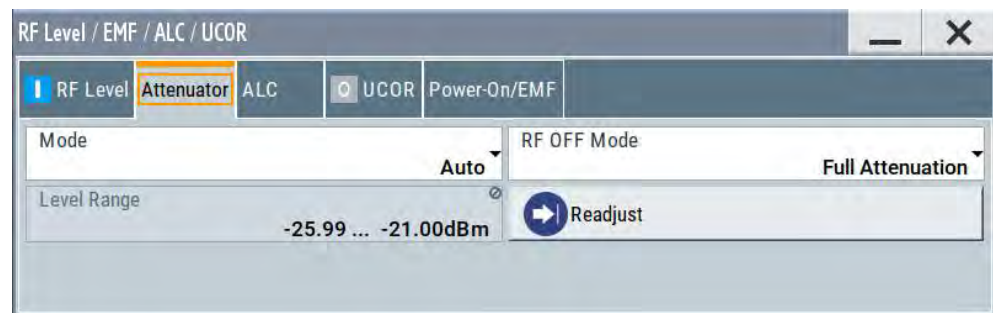 RF Level / EMF / ALC / UCOR
I RF Level Attenuator ALC O UCOR Power-On/EMF
Mode
Auto
RF OFF Mode
Full Attenuation
Level Range
-25.99 ... -21.00dBm
Readjust